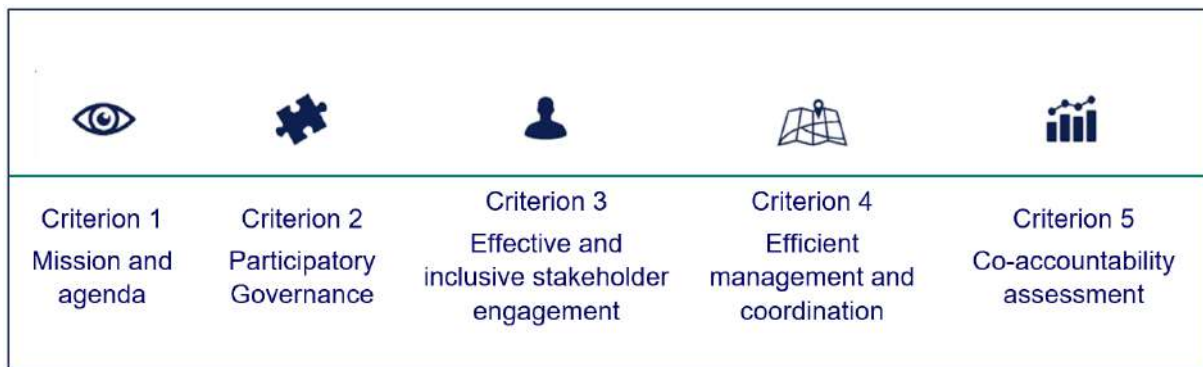 Criterion 1
Mission and
agenda
Criterion 2
Participatory
Governance
Criterion 3
Effective and
inclusive stakeholder
engagement
Criterion 4
Efficient
management and
coordination
Criterion 5
Co-accountability
assessment